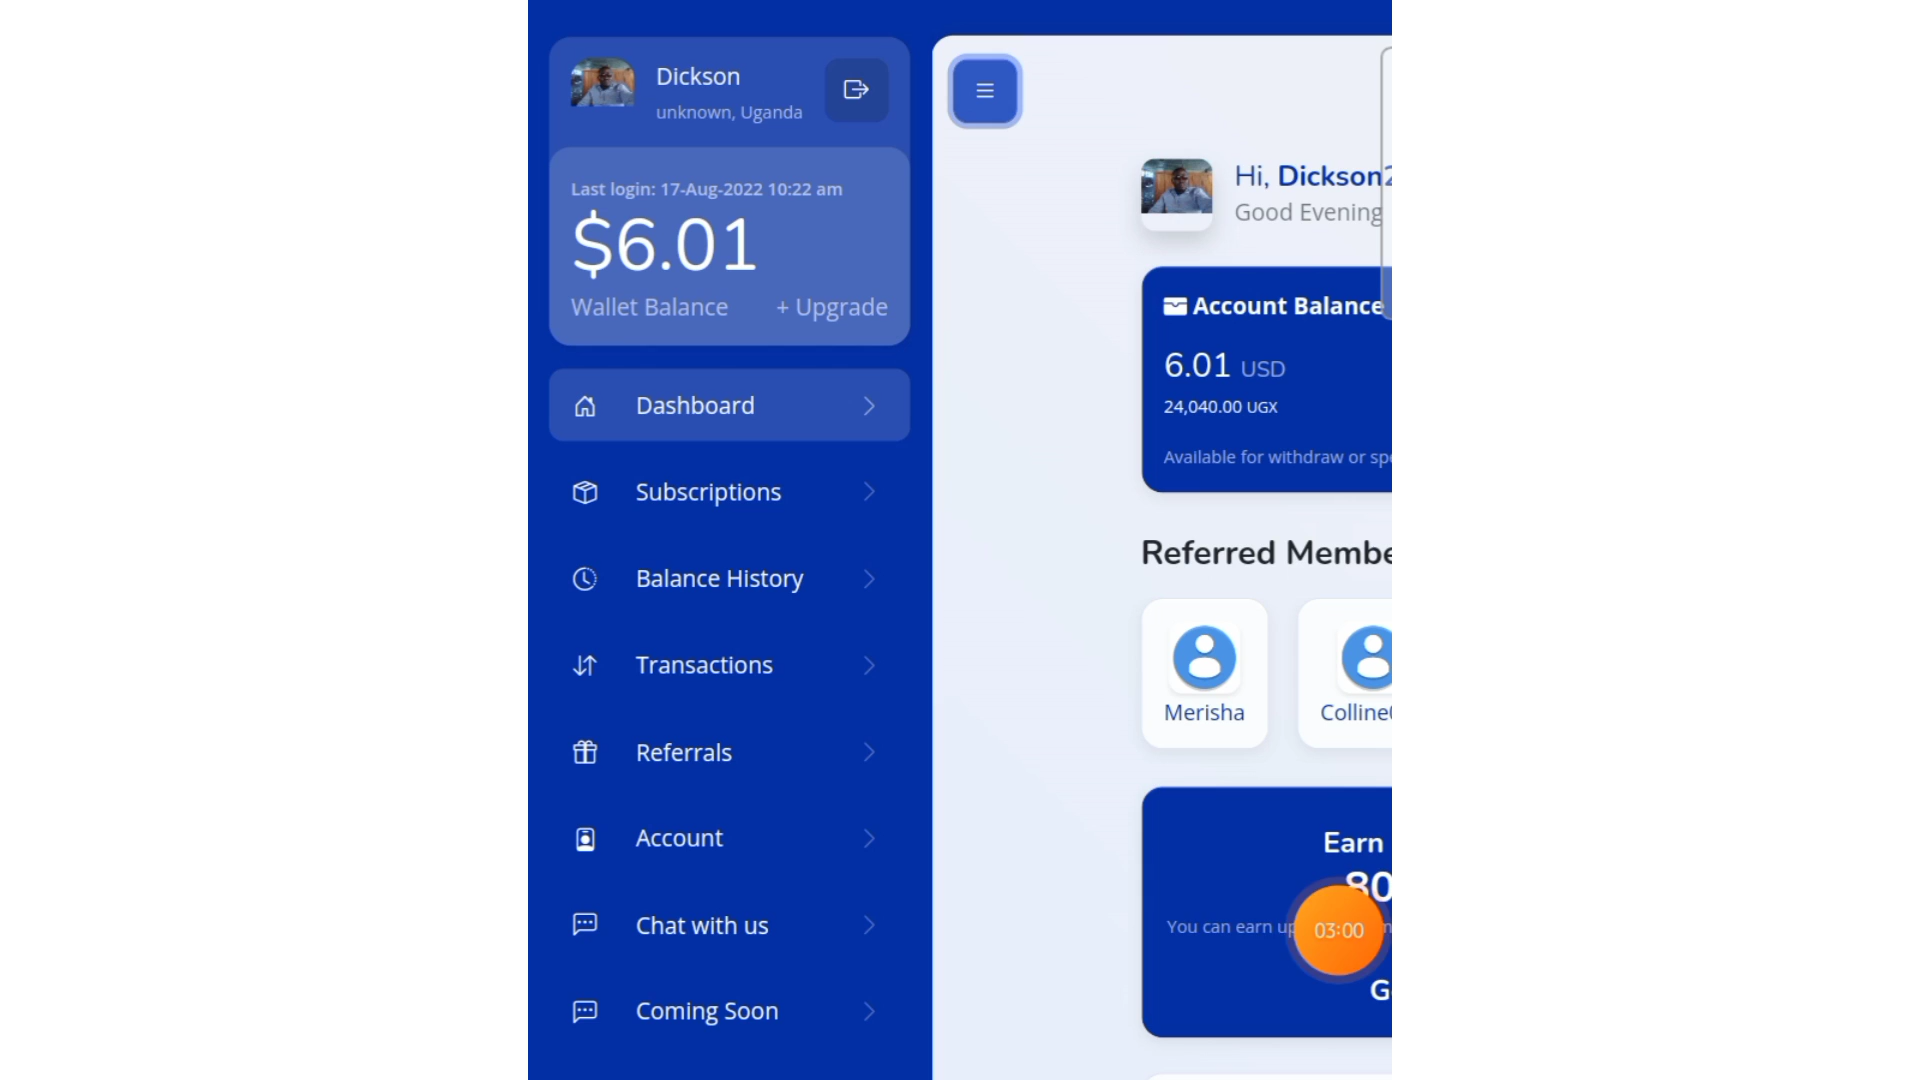 Dickson
unknown, Uganda
Last login: 17-Aug-2022 10:22 am
$6.01
Wallet Balance
+ Upgrade
Dashboard
Subscriptions
Balance History
Transactions
Referrals
Account
Chat with us
Coming Soon
Hi, Dickson2
Good Evening
Account Balance
6.01 USD
24,040.00 UGX
Available for withdraw or spe
Referred Membe
Merisha
Earn
80
You can earn up
03:00